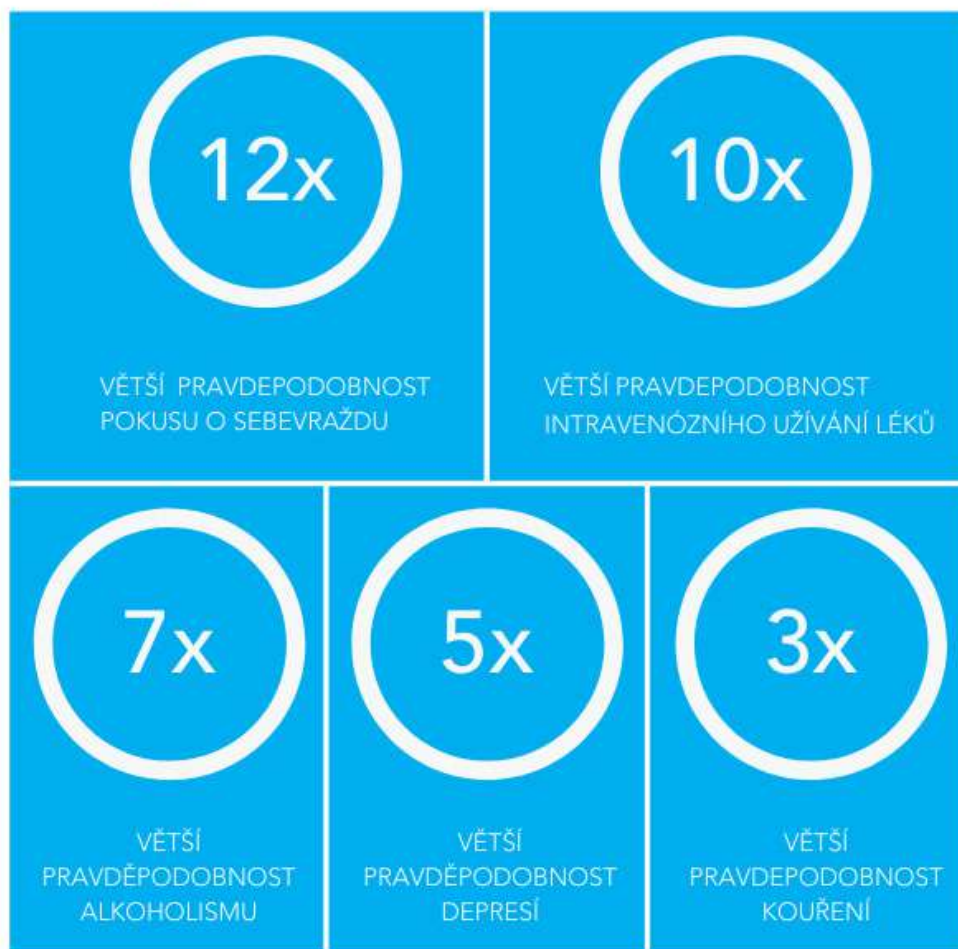 12x
VĚTŠÍ PRAVDEPODOBNOST
POKUSU O SEBEVRAŽDU
10x
VĚTŠÍ PRAVDEPODOBNOST
INTRAVENÓZNÍHO UŽÍVÁNÍ LÉKŮ
7x
VĚTŠÍ
PRAVDĚPODOBNOST
ALKOHOLISMU
5x
VĚTŠÍ
PRAVDĚPODOBNOST
DEPRESÍ
3x
VĚTŠÍ
PRAVDEPODOBNOST
KOUŘENÍ